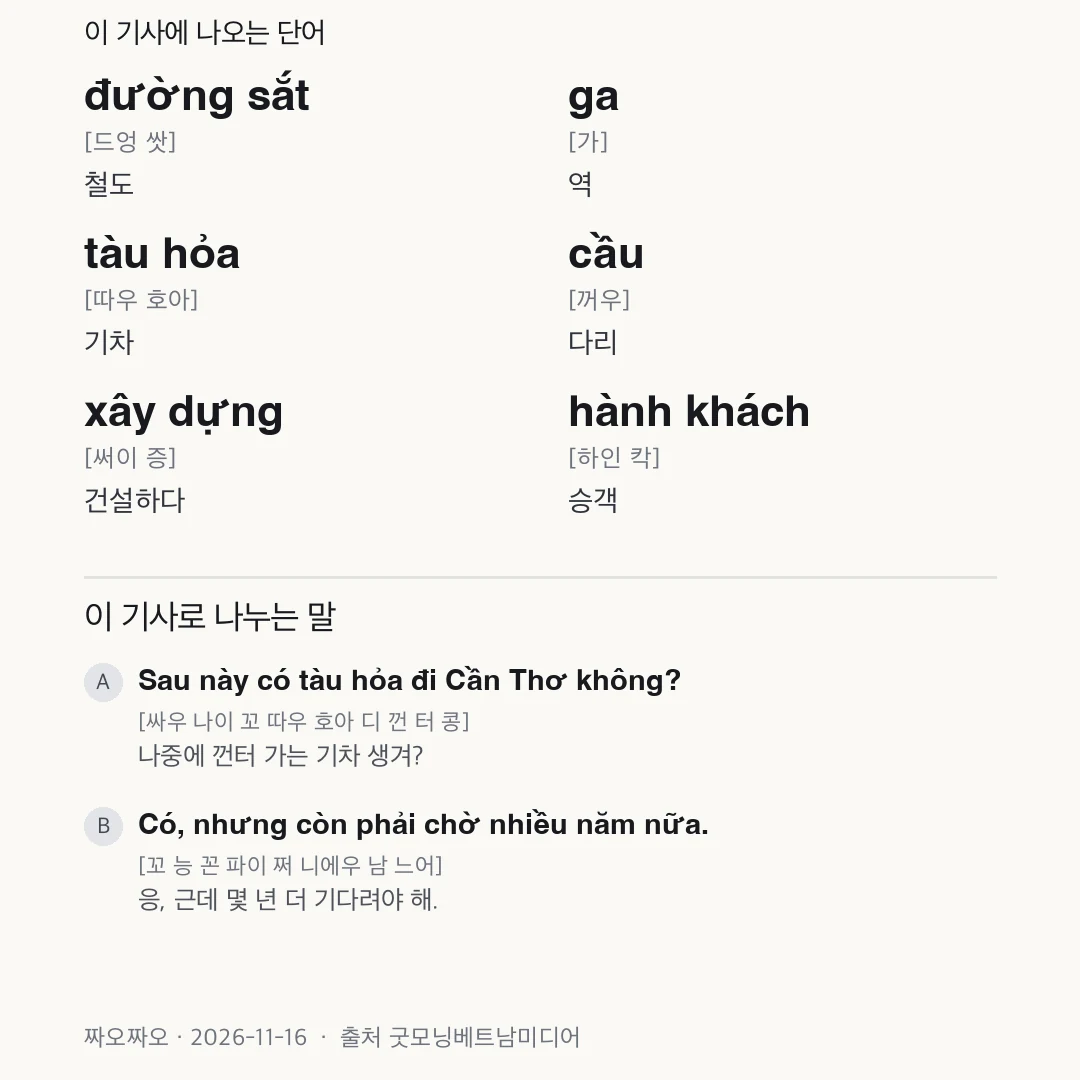 이 기사에 나오는 단어
đường sắt
[드엉 쌋]
철도
ga
[가]
역
tàu hỏa
[따우 호아]
기차
cầu
[꺼우]
다리
xây dựng
[써이 증]
건설하다
hành khách
[하인 칵]
승객
이 기사로 나누는 말
A Sau này có tàu hỏa đi Cần Thơ không?
[싸우 나이 꼬 따우 호아 디 껀 터 콩]
나중에 껀터 가는 기차 생겨?
B Có, nhưng còn phải chờ nhiều năm nữa.
[꼬 능 꼰 파이 쩌 니에우 남 느어]
응, 근데 몇 년 더 기다려야 해.
짜오짜오 · 2026-11-16 · 출처 굿모닝베트남미디어